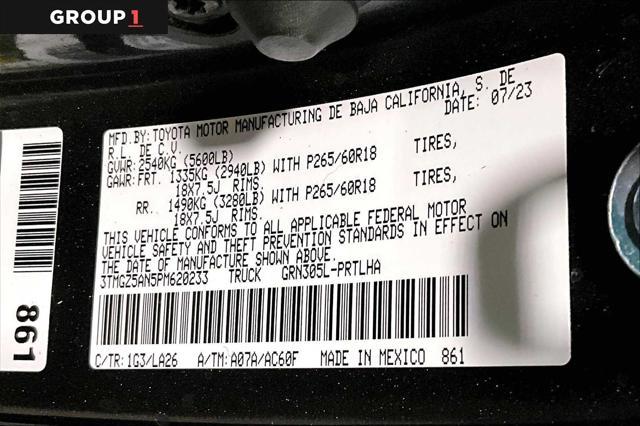 GROUP 1
MFD.BY:TOYOTA MOTOR MANUFACTURING DE BAJA CALIFORNIA, S. DE
R.L. DE C.V. DATE: 07/23
GVWR: 2540KG (5600LB)
GAWR:FRT. 1335KG (2940LB) WITH P265/60R18 TIRES,
18X7.5J RIMS.
RR. 1490KG (3280LB) WITH P265/60R18 TIRES,
18X7.5J RIMS.
THIS VEHICLE CONFORMS TO ALL APPLICABLE FEDERAL MOTOR
VEHICLE SAFETY AND THEFT PREVENTION STANDARDS IN EFFECT ON
THE DATE OF MANUFACTURE SHOWN ABOVE.
3TMGZ5AN5PM620233 TRUCK GRN305L-PRTLHA
C/TR:1G3/LA26 A/TM:A07A/AC60F MADE IN MEXICO 861
861